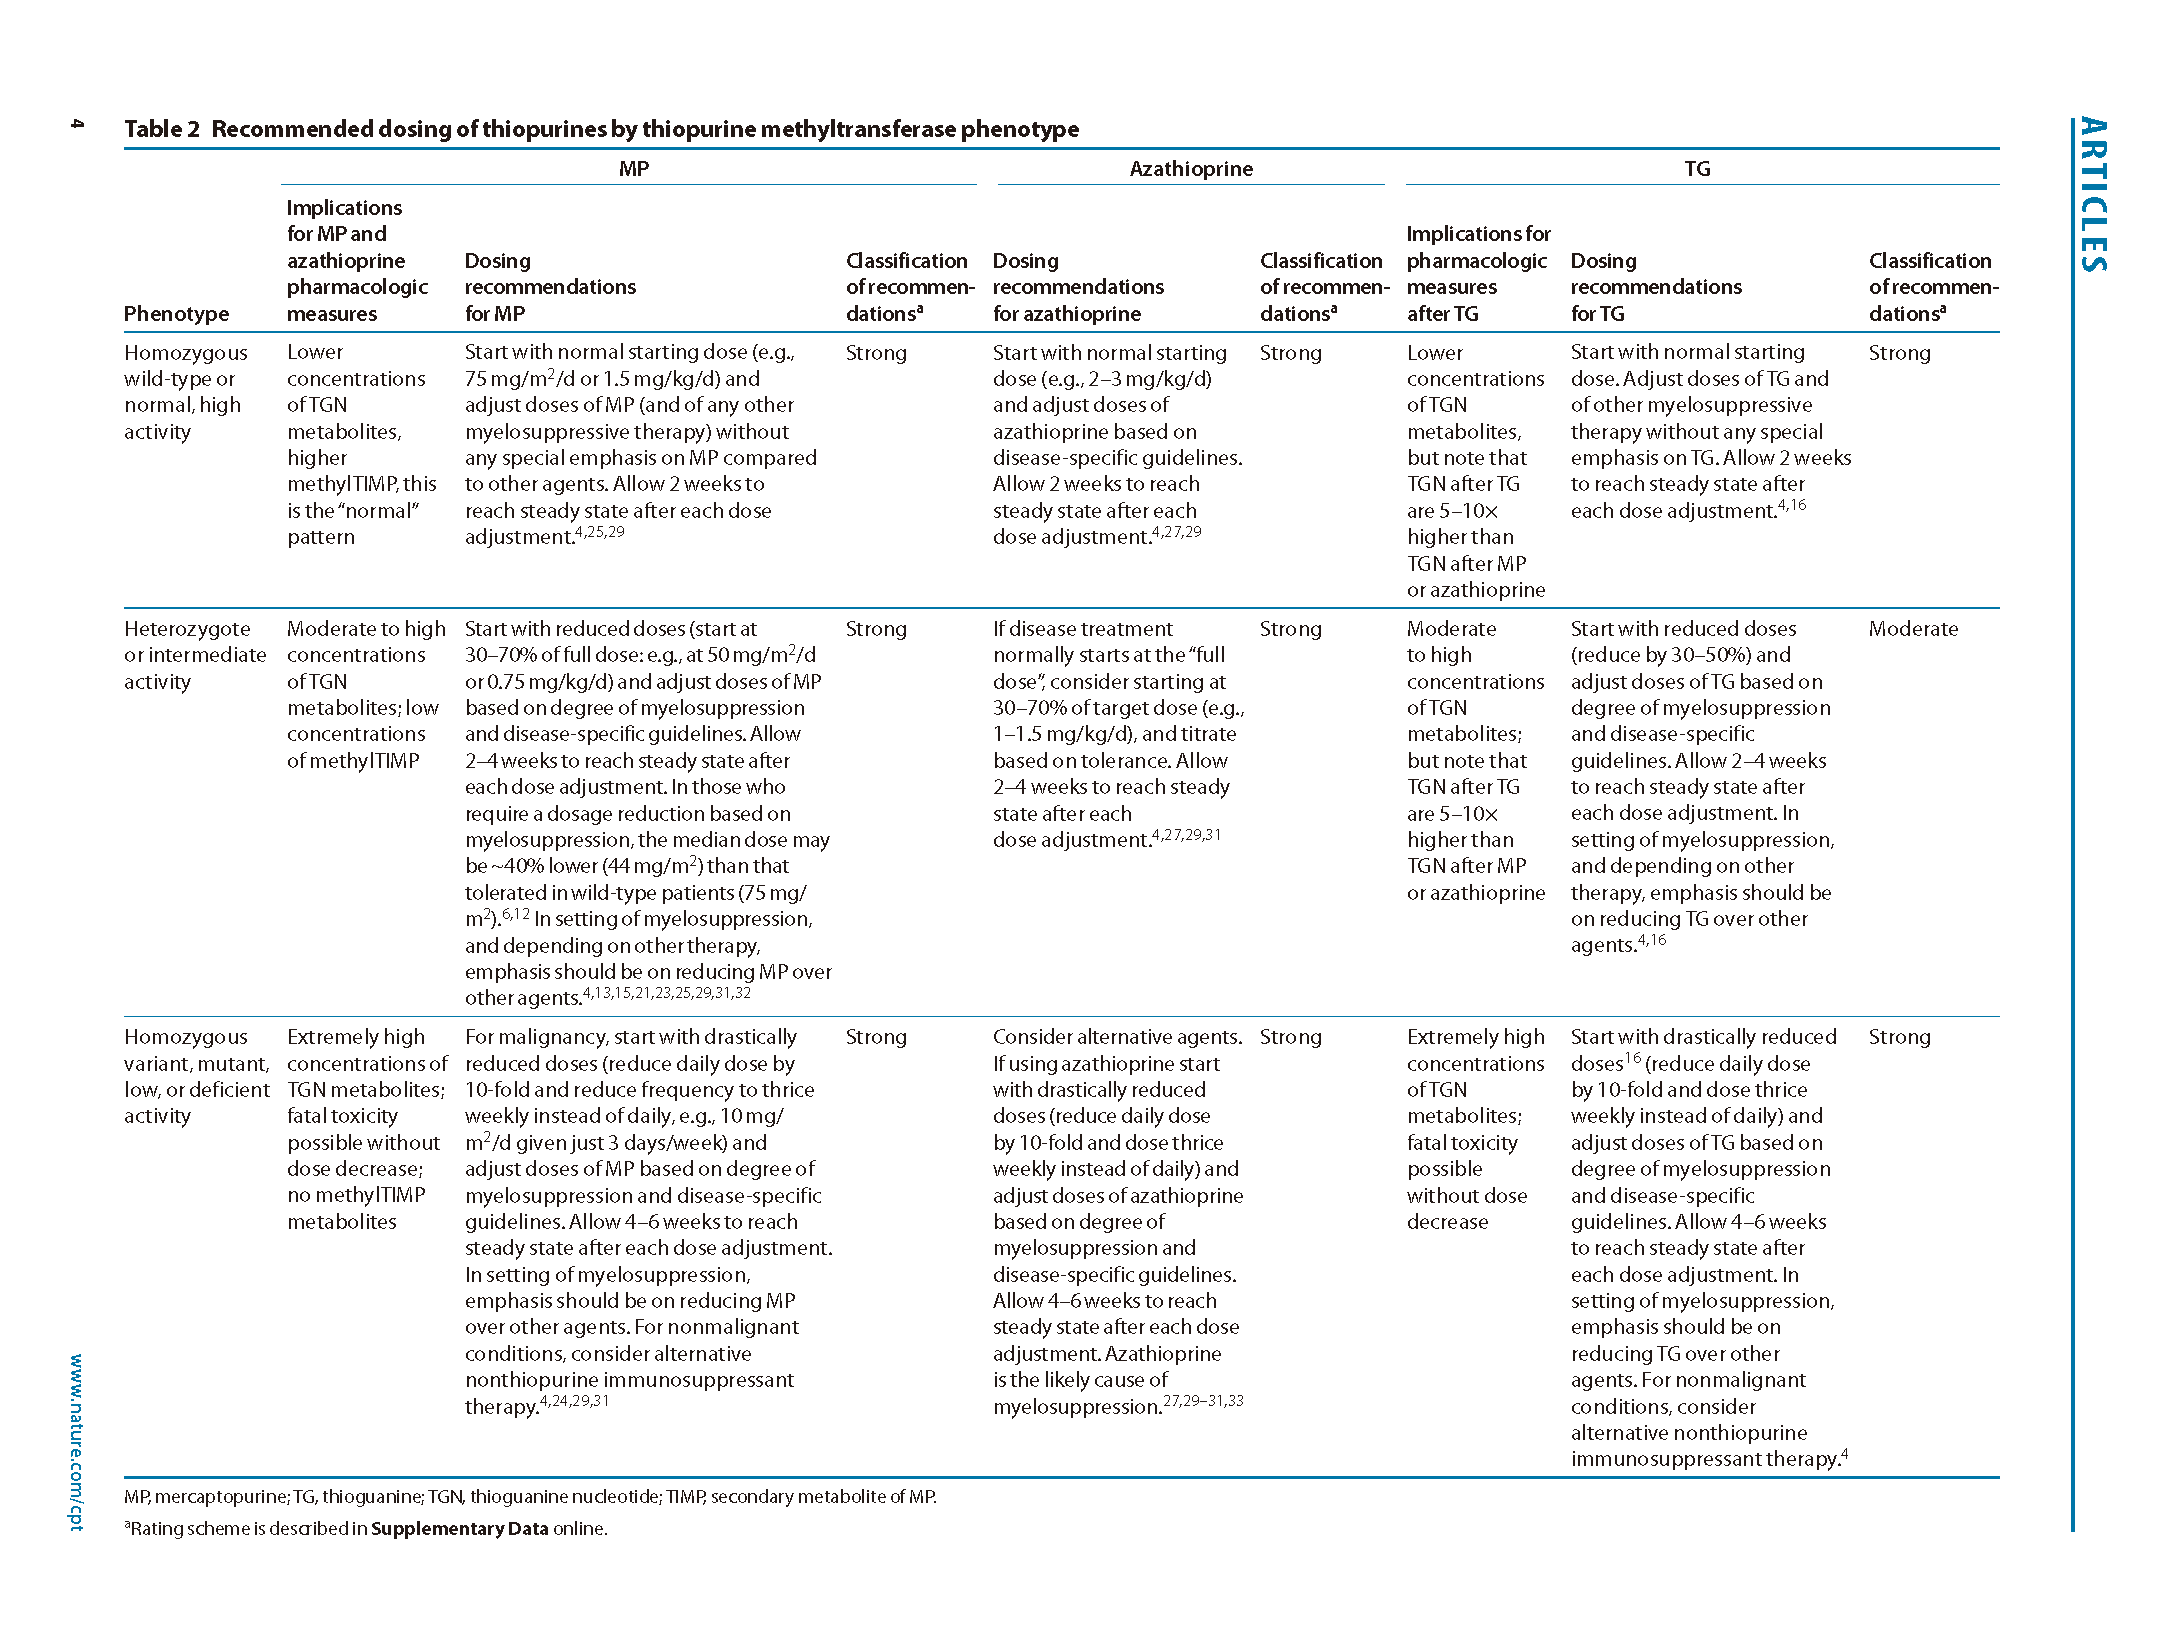 4
Table 2 Recommended dosing of thiopurines by thiopurine methyltransferase phenotype
MP
Azathioprine
TG
Phenotype
Implications
for MP and
azathioprine
pharmacologic
measures
Dosing
recommendations
for MP
Classification
of recommen-
dationsa
Dosing
recommendations
for azathioprine
Classification
of recommen-
dationsa
Implications for
pharmacologic
measures
after TG
Dosing
recommendations
for TG
Classification
of recommen-
dationsa
Homozygous
wild-type or
normal, high
activity
Lower
concentrations
of TGN
metabolites,
higher
methylTIMP, this
is the “normal”
pattern
Start with normal starting dose (e.g.,
75 mg/m2/d or 1.5 mg/kg/d) and
adjust doses of MP (and of any other
myelosuppressive therapy) without
any special emphasis on MP compared
to other agents. Allow 2 weeks to
reach steady state after each dose
adjustment.4,25,29
Strong
Start with normal starting
dose (e.g., 2–3 mg/kg/d)
and adjust doses of
azathioprine based on
disease-specific guidelines.
Allow 2 weeks to reach
steady state after each
dose adjustment.4,27,29
Strong
Lower
concentrations
of TGN
metabolites,
but note that
TGN after TG
are 5–10×
higher than
TGN after MP
or azathioprine
Start with normal starting
dose. Adjust doses of TG and
of other myelosuppressive
therapy without any special
emphasis on TG. Allow 2 weeks
to reach steady state after
each dose adjustment.4,16
Strong
Heterozygote
or intermediate
activity
Moderate to high
concentrations
of TGN
metabolites; low
concentrations
of methylTIMP
Start with reduced doses (start at
30–70% of full dose: e.g., at 50 mg/m2/d
or 0.75 mg/kg/d) and adjust doses of MP
based on degree of myelosuppression
and disease-specific guidelines. Allow
2–4 weeks to reach steady state after
each dose adjustment. In those who
require a dosage reduction based on
myelosuppression, the median dose may
be ~40% lower (44 mg/m2) than that
tolerated in wild-type patients (75 mg/
m2).6,12 In setting of myelosuppression,
and depending on other therapy,
emphasis should be on reducing MP over
other agents.4,13,15,21,23,25,29,31,32
Strong
If disease treatment
normally starts at the “full
dose”, consider starting at
30–70% of target dose (e.g.,
1–1.5 mg/kg/d), and titrate
based on tolerance. Allow
2–4 weeks to reach steady
state after each
dose adjustment.4,27,29,31
Strong
Moderate
to high
concentrations
of TGN
metabolites;
but note that
TGN after TG
are 5–10×
higher than
TGN after MP
or azathioprine
Start with reduced doses
(reduce by 30–50%) and
adjust doses of TG based on
degree of myelosuppression
and disease-specific
guidelines. Allow 2–4 weeks
to reach steady state after
each dose adjustment. In
setting of myelosuppression,
and depending on other
therapy, emphasis should be
on reducing TG over other
agents.4,16
Moderate
Homozygous
variant, mutant,
low, or deficient
activity
Extremely high
concentrations of
TGN metabolites;
fatal toxicity
possible without
dose decrease;
no methylTIMP
metabolites
For malignancy, start with drastically
reduced doses (reduce daily dose by
10-fold and reduce frequency to thrice
weekly instead of daily, e.g., 10 mg/
m2/d given just 3 days/week) and
adjust doses of MP based on degree of
myelosuppression and disease-specific
guidelines. Allow 4–6 weeks to reach
steady state after each dose adjustment.
In setting of myelosuppression,
emphasis should be on reducing MP
over other agents. For nonmalignant
conditions, consider alternative
nonthiopurine immunosuppressant
therapy.4,24,29,31
Strong
Consider alternative agents.
If using azathioprine start
with drastically reduced
doses (reduce daily dose
by 10-fold and dose thrice
weekly instead of daily) and
adjust doses of azathioprine
based on degree of
myelosuppression and
disease-specific guidelines.
Allow 4–6 weeks to reach
steady state after each dose
adjustment. Azathioprine
is the likely cause of
myelosuppression.27,29–31,33
Strong
Extremely high
concentrations
of TGN
metabolites;
fatal toxicity
possible
without dose
decrease
Start with drastically reduced
doses16 (reduce daily dose
by 10-fold and dose thrice
weekly instead of daily) and
adjust doses of TG based on
degree of myelosuppression
and disease-specific
guidelines. Allow 4–6 weeks
to reach steady state after
each dose adjustment. In
setting of myelosuppression,
emphasis should be on
reducing TG over other
agents. For nonmalignant
conditions, consider
alternative nonthiopurine
immunosuppressant therapy.4
Strong
MP, mercaptopurine; TG, thioguanine; TGN, thioguanine nucleotide; TIMP, secondary metabolite of MP.
aRating scheme is described in Supplementary Data online.
ARTICLES
www.nature.com/cpt